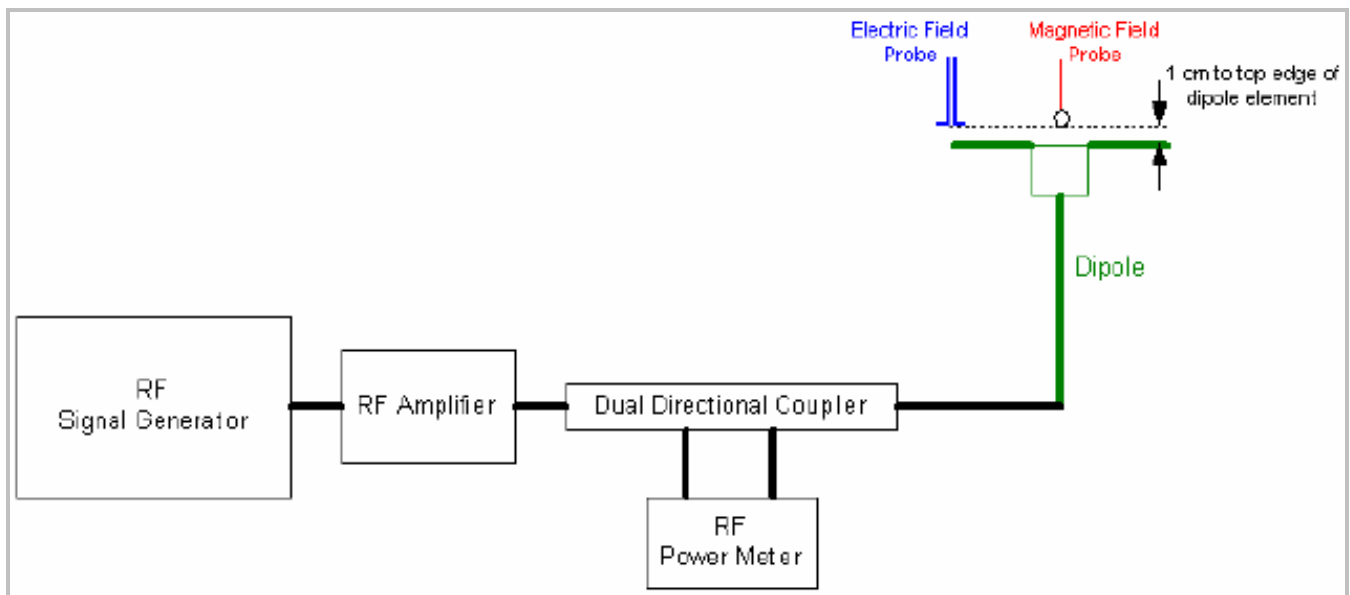 Electric Field
Probe
Magnetic Field
Probe
1 cm to top edge of
dipole element
Dipole
RF
Signal Generator
RF Amplifier
Dual Directional Coupler
RF
Power Meter